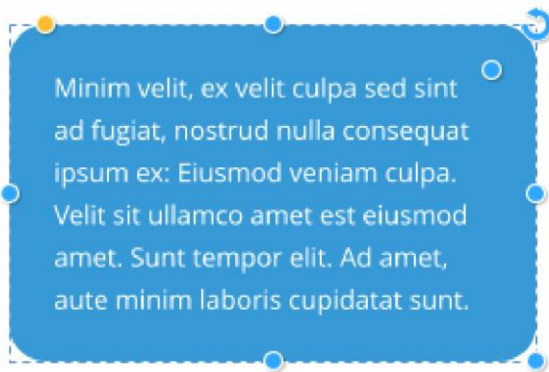 Minim velit, ex velit culpa sed sint
ad fugiat, nostrud nulla consequat
ipsum ex: Eiusmod veniam culpa.
Velit sit ullamco amet est eiusmod
amet. Sunt tempor elit. Ad amet,
aute minim laboris cupidatat sunt.